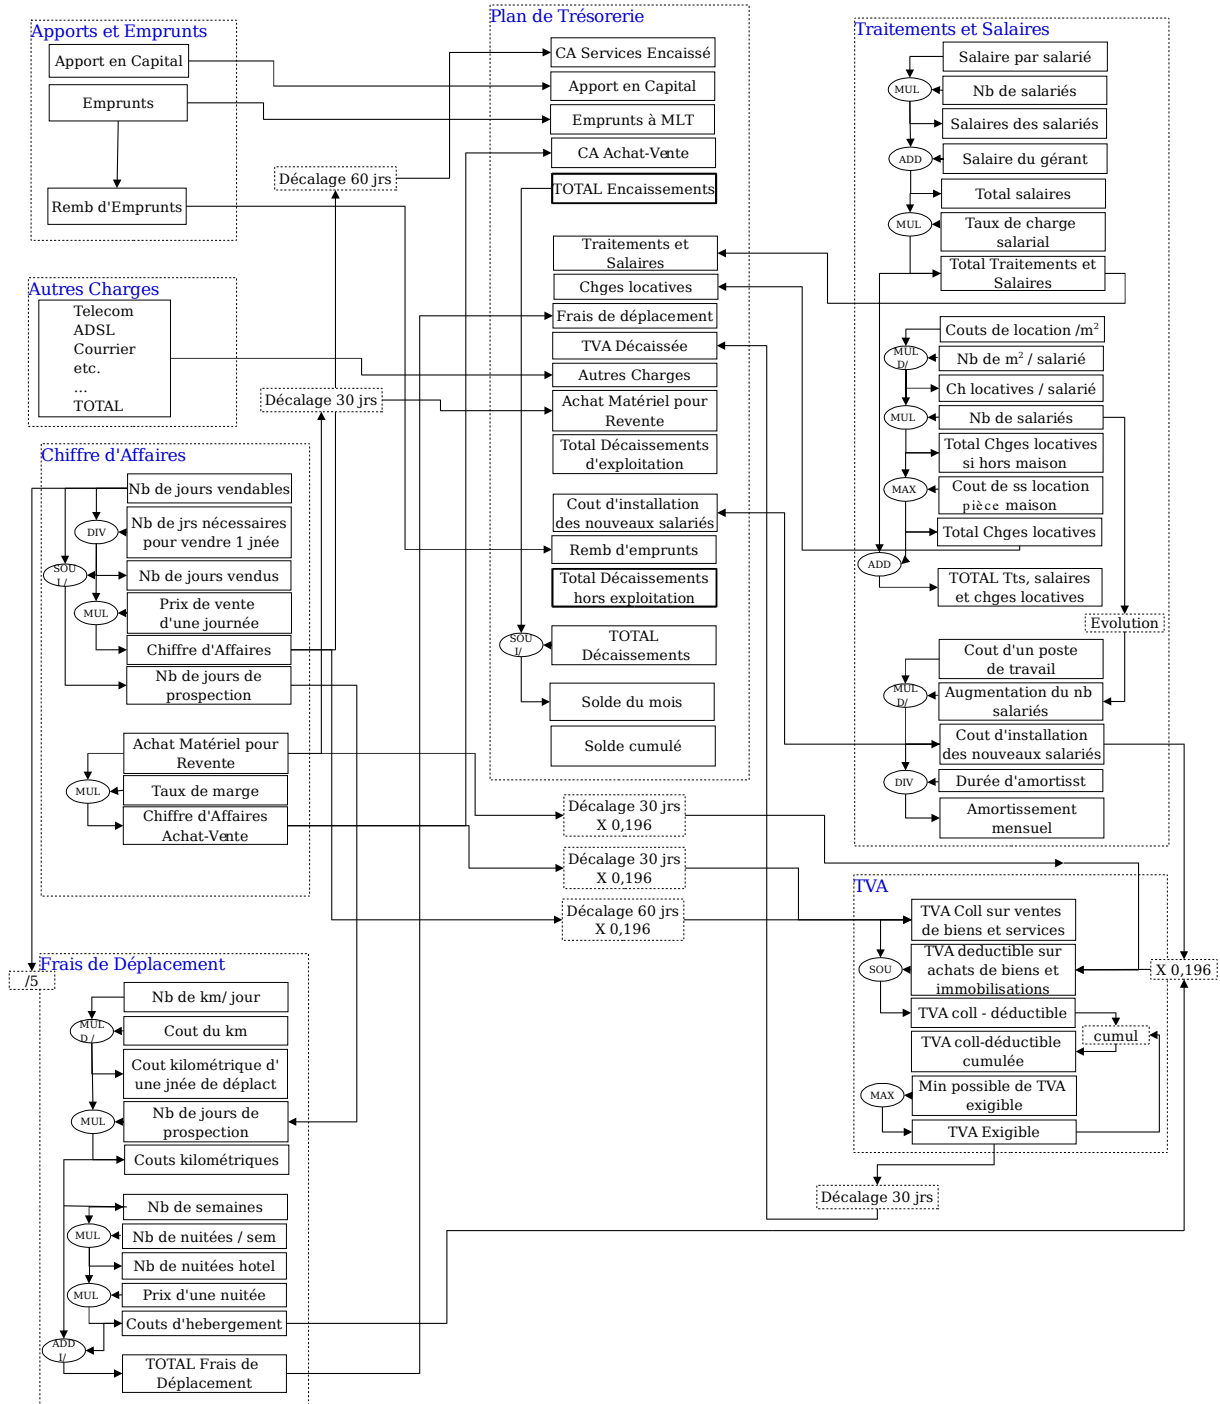 Apports et Emprunts
Apport en Capital
Emprunts
Remb d'Emprunts
Autres Charges
Telecom
ADSL
Courrier
etc.
...
TOTAL
Décalage 60 jrs
Décalage 30 jrs
Chiffre d'Affaires
Nb de jours vendables
DIV
Nb de jrs nécessaires
pour vendre 1 jnée
SOU
I/
Nb de jours vendus
MUL
Prix de vente
d'une journée
Chiffre d'Affaires
Nb de jours de
prospection
Achat Matériel pour
Revente
MUL
Taux de marge
Chiffre d'Affaires
Achat-Vente
/5
Frais de Déplacement
Nb de km/ jour
MUL
D /
Cout du km
Cout kilométrique d'
une jnée de déplact
MUL
Nb de jours de
prospection
Couts kilométriques
Nb de semaines
MUL
Nb de nuitées / sem
Nb de nuitées hotel
MUL
Prix d'une nuitée
Couts d'hebergement
ADD
I/
TOTAL Frais de
Déplacement
Plan de Trésorerie
CA Services Encaissé
Apport en Capital
Emprunts à MLT
CA Achat-Vente
TOTAL Encaissements
Traitements et
Salaires
Chges locatives
Frais de déplacement
TVA Décaissée
Autres Charges
Achat Matériel pour
Revente
Total Décaissements
d'exploitation
Cout d'installation
des nouveaux salariés
Remb d'emprunts
Total Décaissements
hors exploitation
SOU
I/
TOTAL
Décaissements
Solde du mois
Solde cumulé
Décalage 30 jrs
X 0,196
Décalage 30 jrs
X 0,196
Décalage 60 jrs
X 0,196
Traitements et Salaires
Salaire par salarié
MUL
Nb de salariés
Salaires des salariés
ADD
Salaire du gérant
Total salaires
MUL
Taux de charge
salarial
Total Traitements et
Salaires
Couts de location /m²
MUL
D/
Nb de m² / salarié
Ch locatives / salarié
MUL
Nb de salariés
Total Chges locatives
si hors maison
MAX
Cout de ss location
pièce maison
Total Chges locatives
ADD
TOTAL Tts, salaires
et chges locatives
Evolution
Cout d'un poste
de travail
MUL
D/
Augmentation du nb
salariés
Cout d'installation
des nouveaux salariés
DIV
Durée d'amortisst
Amortissement
mensuel
TVA
TVA Coll sur ventes
de biens et services
SOU
TVA deductible sur
achats de biens et
immobilisations
X 0,196
TVA coll - déductible
cumul
TVA coll-déductible
cumulée
MAX
Min possible de TVA
exigible
TVA Exigible
Décalage 30 jrs